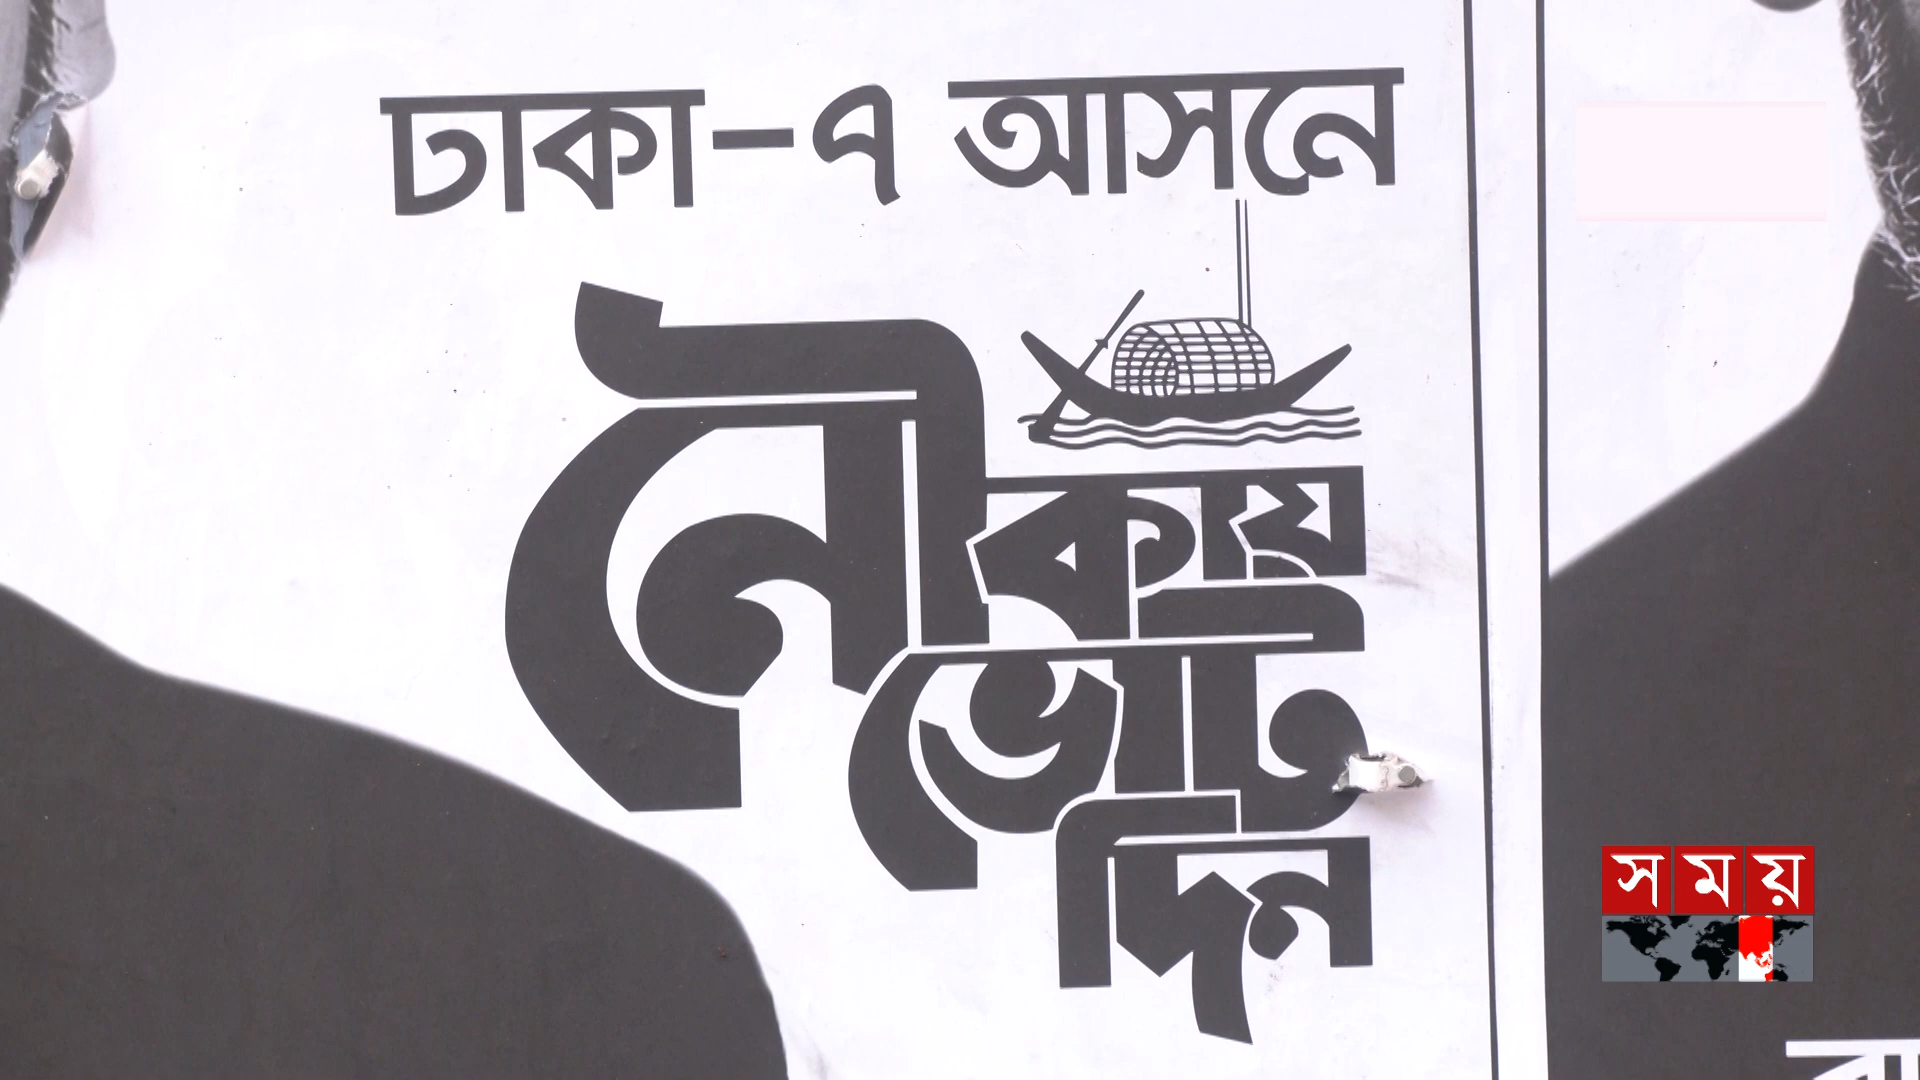 ঢাকা-৭ আসনে
নৌকায়
ভোট
দিন
সময়